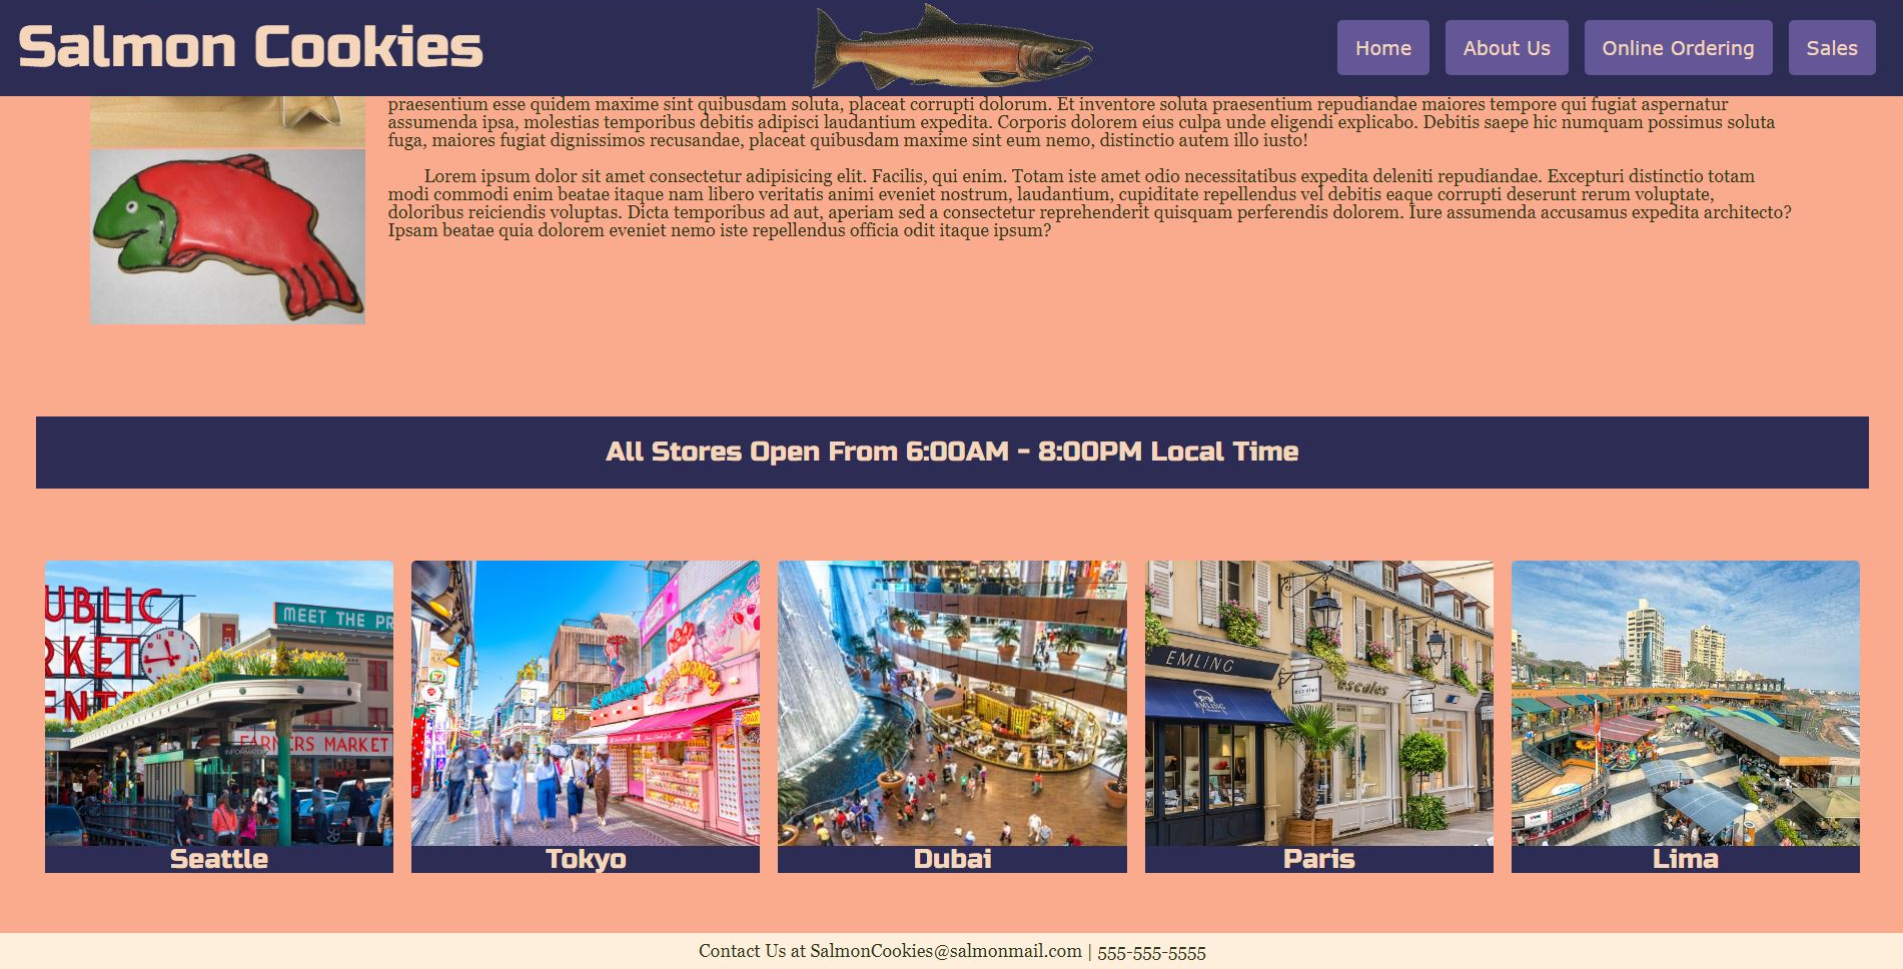 Salmon Cookies
Home
About Us
Online Ordering
Sales
praesentium esse quidem maxime sint quibusdam soluta, placeat corrupti dolorum. Et inventore soluta praesentium repudiandae maiores tempore qui fugiat aspernatur
assumenda ipsa, molestias temporibus debitis adipisci laudantium expedita. Corporis dolorem eius culpa unde eligendi explicabo. Debitis saepe hic numquam possimus soluta
fuga, maiores fugiat dignissimos recusandae, placeat quibusdam maxime sint eum nemo, distinctio autem illo iusto!
Lorem ipsum dolor sit amet consectetur adipisicing elit. Facilis, qui enim. Totam iste amet odio necessitatibus expedita deleniti repudiandae. Excepturi distinctio totam
modi commodi enim beatae itaque nam libero veritatis animi eveniet nostrum, laudantium, cupiditate repellendus vel debitis eaque corrupti deserunt rerum voluptate,
doloribus reiciendis voluptas. Dicta temporibus ad aut, aperiam sed a consectetur reprehenderit quisquam perferendis dolorem. Iure assumenda accusamus expedita architecto?
Ipsam beatae quia dolorem eveniet nemo iste repellendus officia odit itaque ipsum?
All Stores Open From 6:00AM - 8:00PM Local Time
UBLIC
RKET
ENTE
MEET THE PR
FARMERS MARKET
EMLING
EMLING
escales
Seattle
Tokyo
Dubai
Paris
Lima
Contact Us at SalmonCookies@salmonmail.com | 555-555-5555